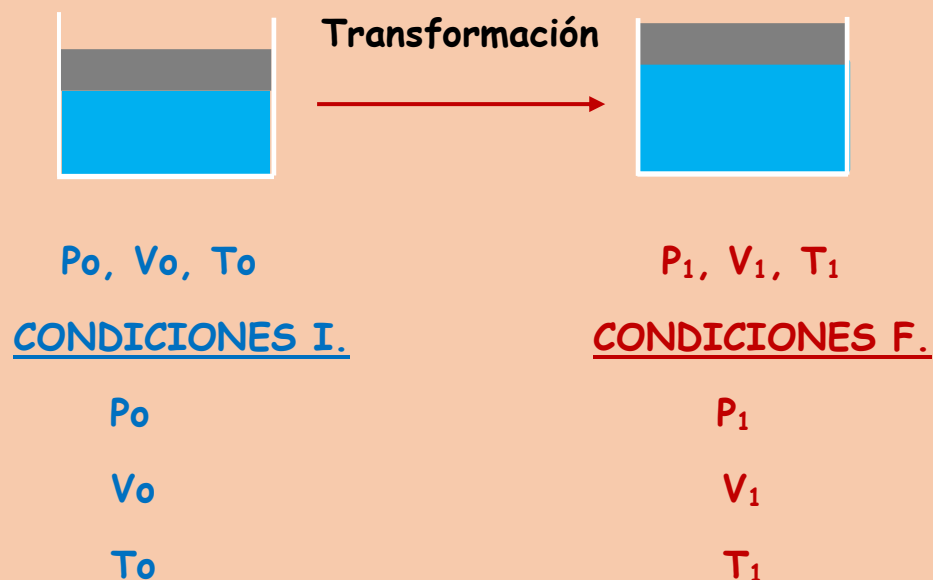 Transformación
Po, Vo, To P₁, V₁, T₁
CONDICIONES I. CONDICIONES F.
Po P₁
Vo V₁
To T₁